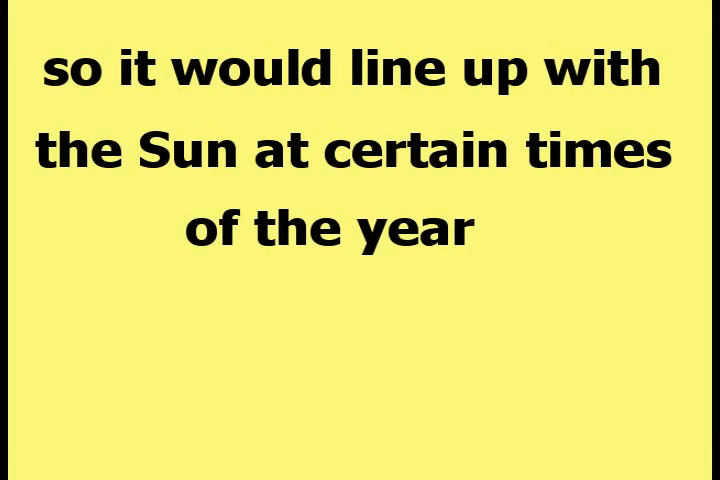 so it would line up with
the Sun at certain times
of the year